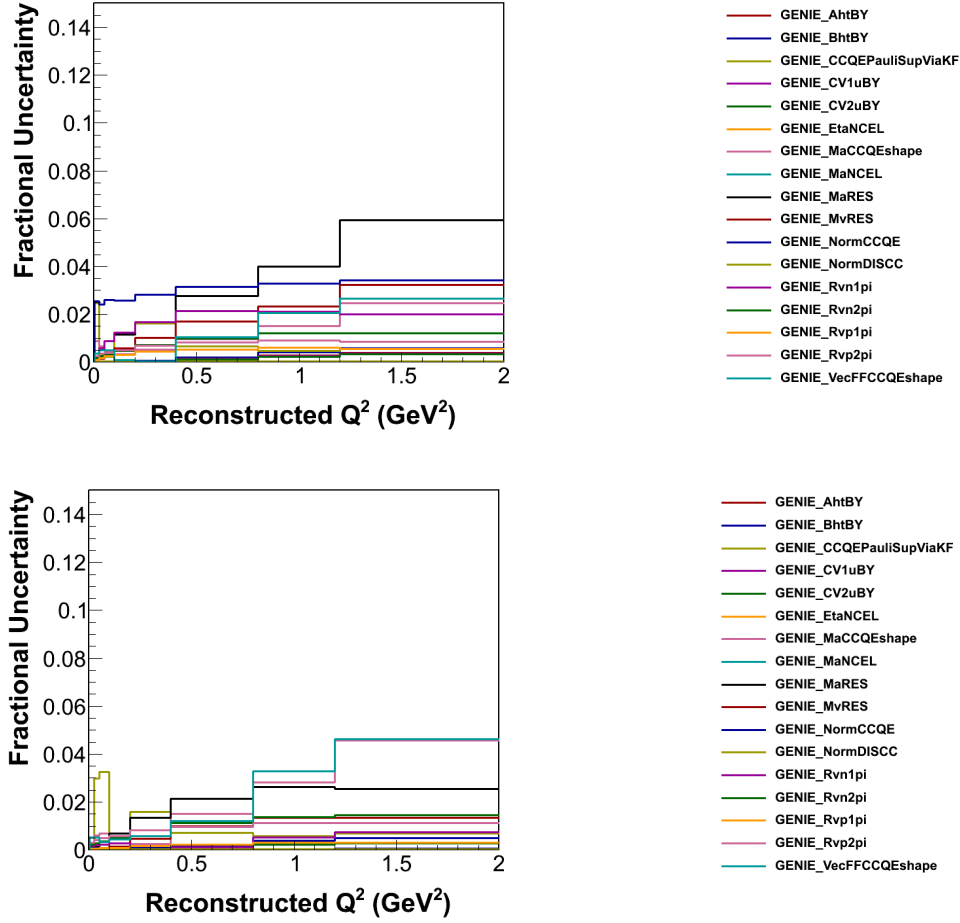 Fractional Uncertainty
0.14
0.12
0.1
0.08
0.06
0.04
0.02
0
0 0.5 1 1.5 2
Reconstructed Q² (GeV²)
GENIE_AhtBY
GENIE_BhtBY
GENIE_CCQEPauliSupViaKF
GENIE_CV1uBY
GENIE_CV2uBY
GENIE_EtaNCEL
GENIE_MaCCQEshape
GENIE_MaNCEL
GENIE_MaRES
GENIE_MvRES
GENIE_NormCCQE
GENIE_NormDISCC
GENIE_Rvn1pi
GENIE_Rvn2pi
GENIE_Rvp1pi
GENIE_Rvp2pi
GENIE_VecFFCCQEshape
Fractional Uncertainty
0.14
0.12
0.1
0.08
0.06
0.04
0.02
0
0 0.5 1 1.5 2
Reconstructed Q² (GeV²)
GENIE_AhtBY
GENIE_BhtBY
GENIE_CCQEPauliSupViaKF
GENIE_CV1uBY
GENIE_CV2uBY
GENIE_EtaNCEL
GENIE_MaCCQEshape
GENIE_MaNCEL
GENIE_MaRES
GENIE_MvRES
GENIE_NormCCQE
GENIE_NormDISCC
GENIE_Rvn1pi
GENIE_Rvn2pi
GENIE_Rvp1pi
GENIE_Rvp2pi
GENIE_VecFFCCQEshape